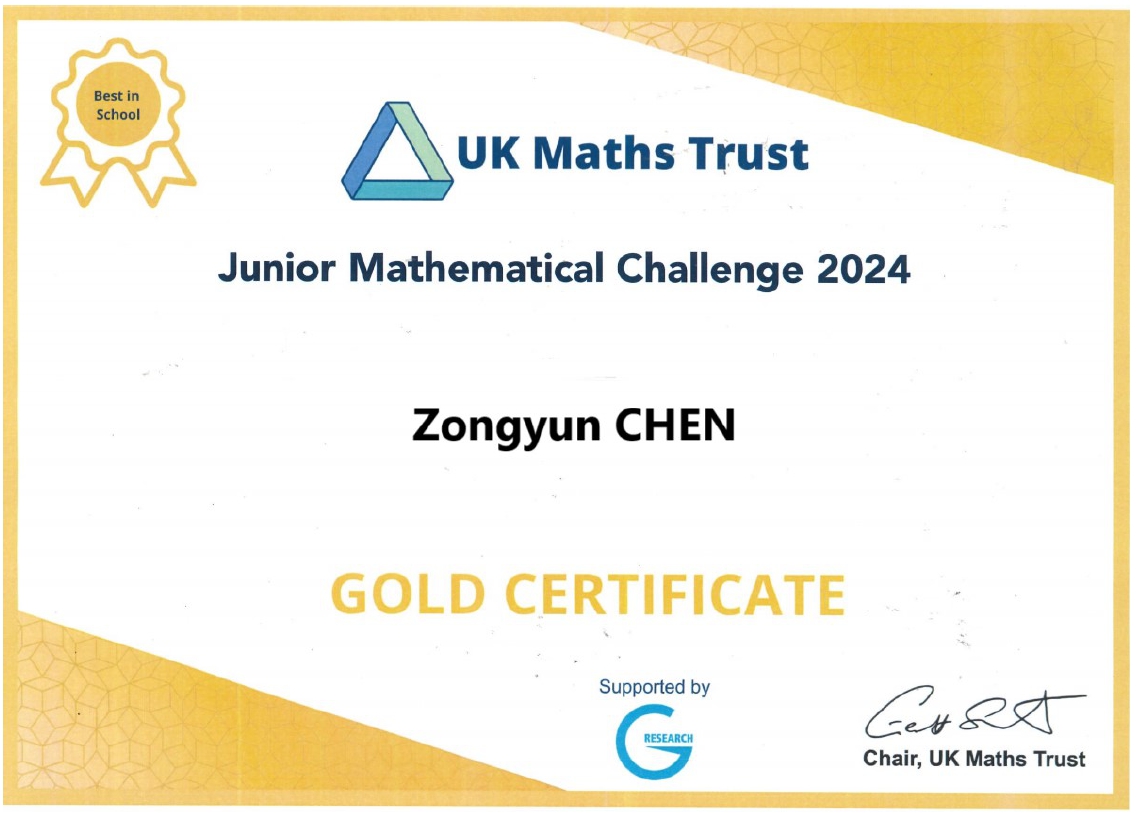 Best in
School
UK Maths Trust
Junior Mathematical Challenge 2024
Zongyun CHEN
GOLD CERTIFICATE
Supported by
G
RESEARCH
Chair, UK Maths Trust